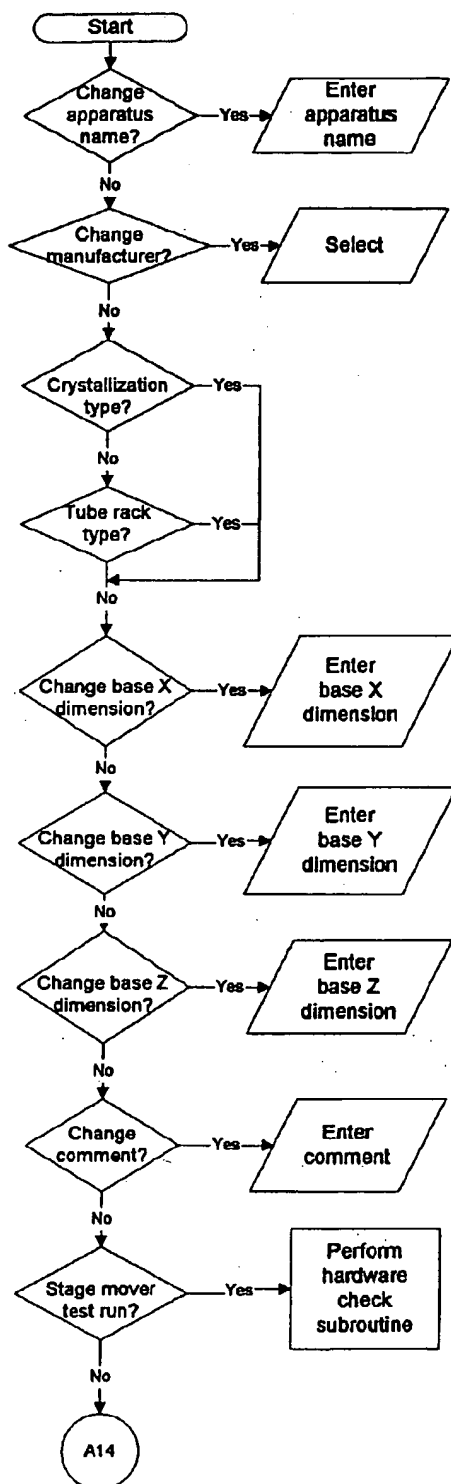 Start
Change
apparatus
name?
Yes
Enter
apparatus
name
No
Change
manufacturer?
Yes
Select
No
Crystallization
type?
Yes
No
Tube rack
type?
Yes
No
Change base X
dimension?
Yes
Enter
base X
dimension
No
Change base Y
dimension?
Yes
Enter
base Y
dimension
No
Change base Z
dimension?
Yes
Enter
base Z
dimension
No
Change
comment?
Yes
Enter
comment
No
Stage mover
test run?
Yes
Perform
hardware
check
subroutine
No
A14